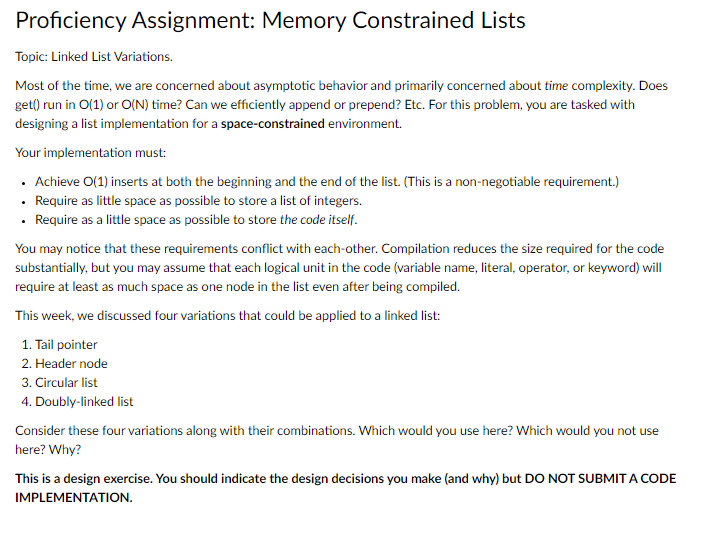 Proficiency Assignment: Memory Constrained Lists
Topic: Linked List Variations.
Most of the time, we are concerned about asymptotic behavior and primarily concerned about time complexity. Does
get() run in O(1) or O(N) time? Can we efficiently append or prepend? Etc. For this problem, you are tasked with
designing a list implementation for a space-constrained environment.
Your implementation must:
• Achieve O(1) inserts at both the beginning and the end of the list. (This is a non-negotiable requirement.)
• Require as little space as possible to store a list of integers.
• Require as a little space as possible to store the code itself.
You may notice that these requirements conflict with each-other. Compilation reduces the size required for the code
substantially, but you may assume that each logical unit in the code (variable name, literal, operator, or keyword) will
require at least as much space as one node in the list even after being compiled.
This week, we discussed four variations that could be applied to a linked list:
1. Tail pointer
2. Header node
3. Circular list
4. Doubly-linked list
Consider these four variations along with their combinations. Which would you use here? Which would you not use
here? Why?
This is a design exercise. You should indicate the design decisions you make (and why) but DO NOT SUBMIT A CODE
IMPLEMENTATION.